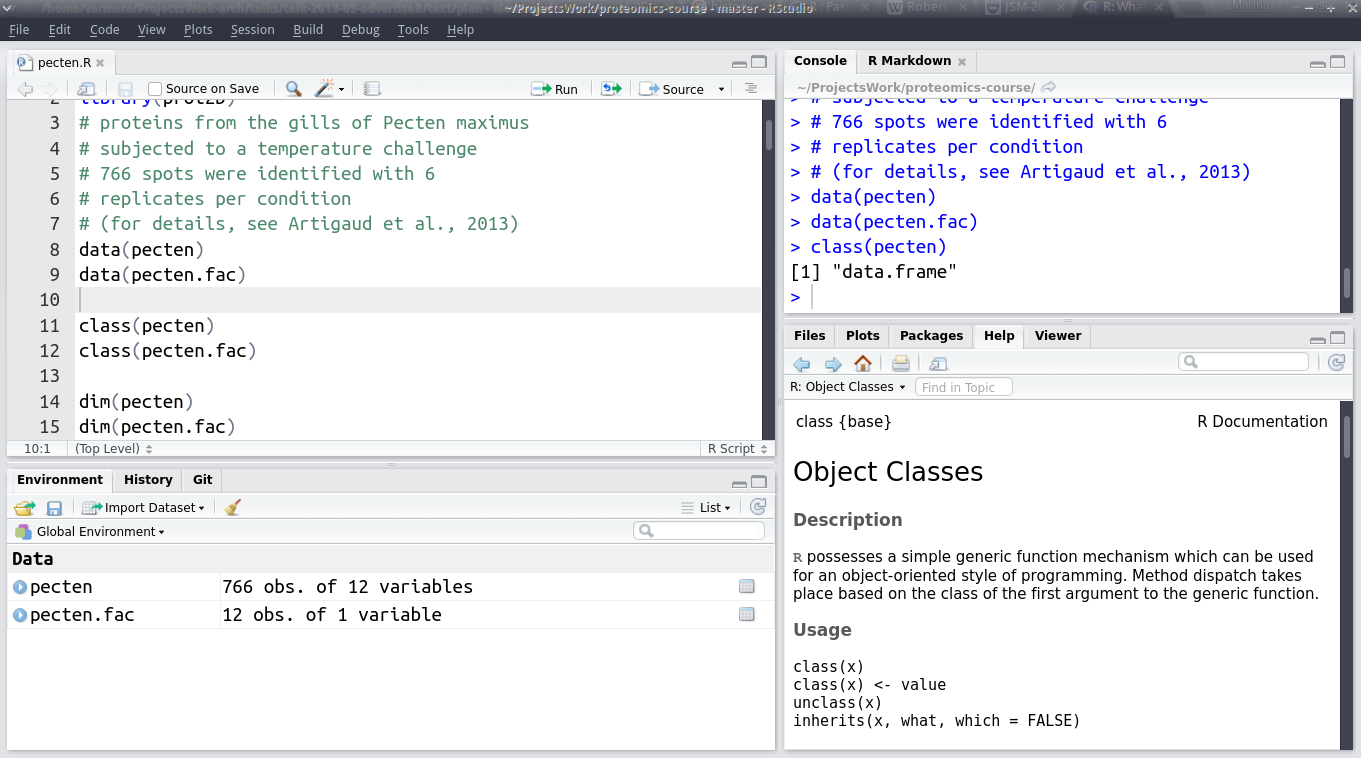 ~/ProjectsWork/proteomics-course - master - RStudio
File Edit Code View Plots Session Build Debug Tools Help
pecten.R
Source on Save Run Source
2 library(prot2D)
3 # proteins from the gills of Pecten maximus
4 # subjected to a temperature challenge
5 # 766 spots were identified with 6
6 # replicates per condition
7 # (for details, see Artigaud et al., 2013)
8 data(pecten)
9 data(pecten.fac)
10
11 class(pecten)
12 class(pecten.fac)
13
14 dim(pecten)
15 dim(pecten.fac)
10:1 (Top Level) R Script
Environment History Git
Import Dataset List
Global Environment
Data
pecten 766 obs. of 12 variables
pecten.fac 12 obs. of 1 variable
Console R Markdown
~/ProjectsWork/proteomics-course/
> # subjected to a temperature challenge
> # 766 spots were identified with 6
> # replicates per condition
> # (for details, see Artigaud et al., 2013)
> data(pecten)
> data(pecten.fac)
> class(pecten)
[1] "data.frame"
>
Files Plots Packages Help Viewer
R: Object Classes Find in Topic
class {base} R Documentation
Object Classes
Description
R possesses a simple generic function mechanism which can be used
for an object-oriented style of programming. Method dispatch takes
place based on the class of the first argument to the generic function.
Usage
class(x)
class(x) <- value
unclass(x)
inherits(x, what, which = FALSE)